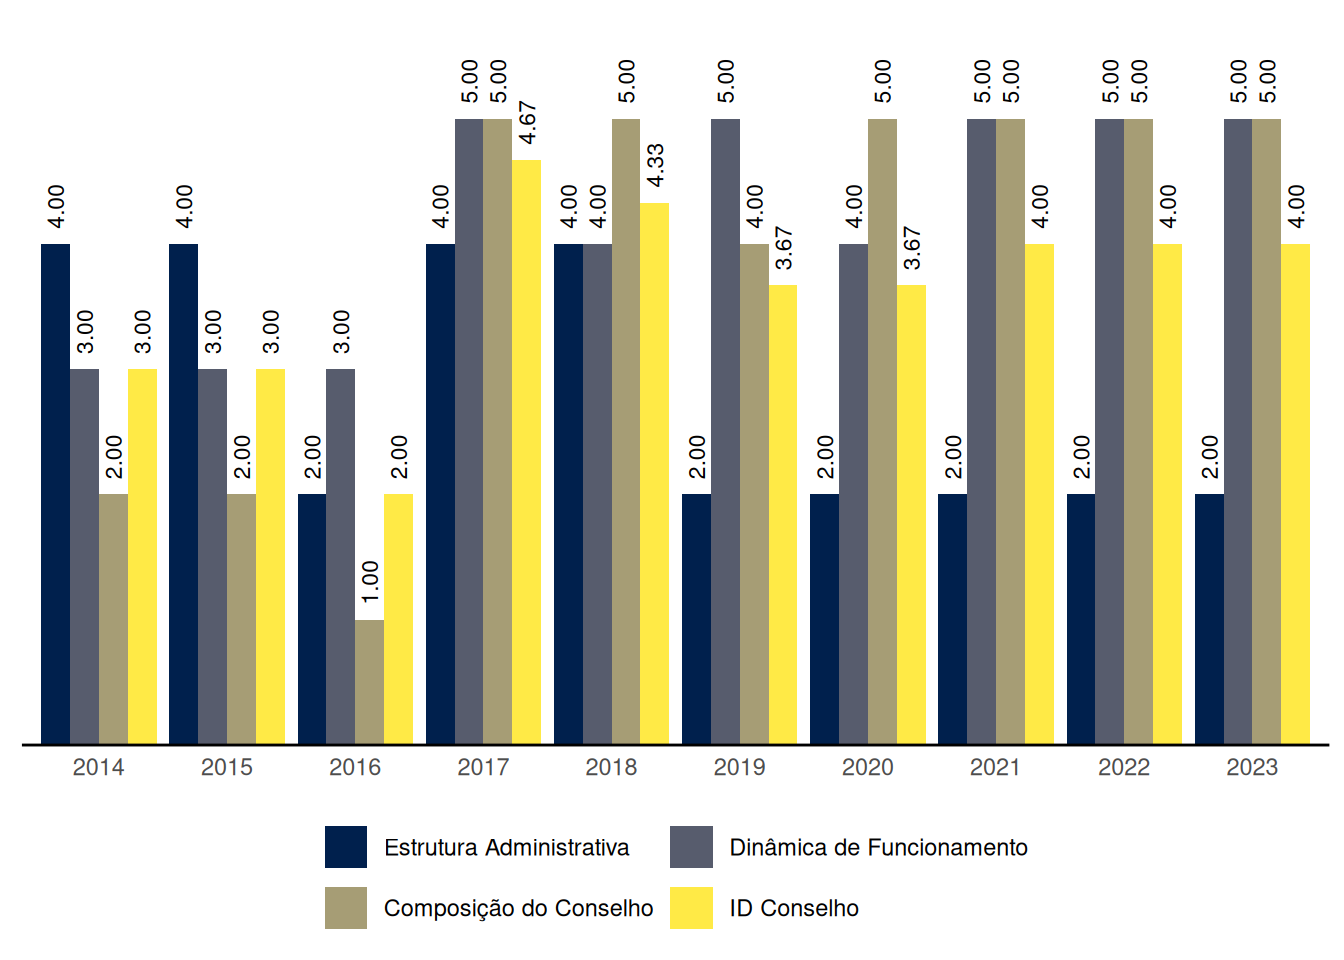 5.00 5.00 5.00 5.00 5.00 5.00 5.00 5.00 5.00 5.00 5.00
4.67
4.33
4.00 4.00 4.00 4.00 4.00 4.00 4.00 4.00 4.00 4.00
3.67 3.67
3.00 3.00 3.00 3.00 3.00
2.00 2.00 2.00 2.00 2.00 2.00 2.00 2.00 2.00
1.00
2014 2015 2016 2017 2018 2019 2020 2021 2022 2023
Estrutura Administrativa Dinâmica de Funcionamento
Composição do Conselho ID Conselho